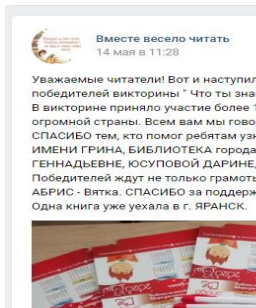 Вместе весело читать
14 мая в 11:28
Уважаемые читатели! Вот и наступил
победителей викторины " Что ты зна
В викторине приняло участие более 1
огромной страны. Всем вам мы гово
СПАСИБО тем, кто помог ребятам узн
ИМЕНИ ГРИНА, БИБЛИОТЕКА города
ГЕННАДЬЕВНЕ, ЮСУПОВОЙ ДАРИНЕ,
Победителей ждут не только грамоты
АБРИС - Вятка. СПАСИБО за поддерж
Одна книга уже уехала в г. ЯРАНСК.